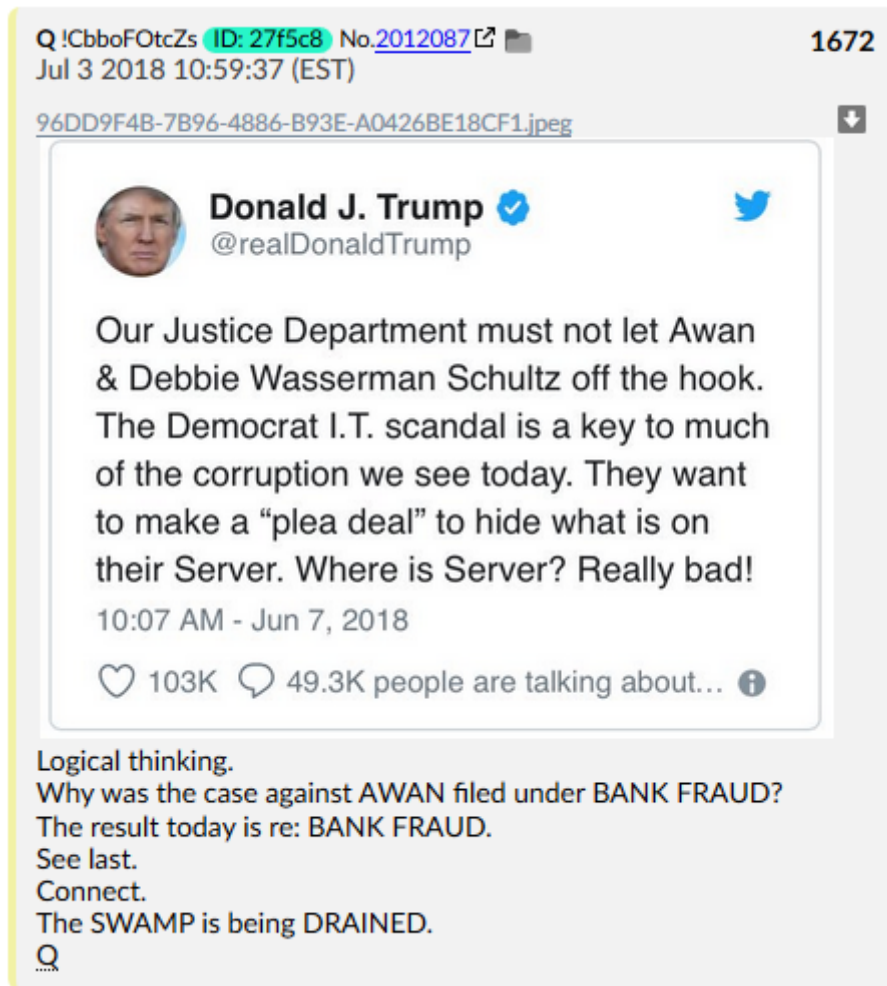 Q !CbboFOtcZs ID: 27f5c8 No.2012087 1672
Jul 3 2018 10:59:37 (EST)
96DD9F4B-7B96-4886-B93E-A0426BE18CF1.jpeg
Donald J. Trump
@realDonaldTrump
Our Justice Department must not let Awan
& Debbie Wasserman Schultz off the hook.
The Democrat I.T. scandal is a key to much
of the corruption we see today. They want
to make a “plea deal” to hide what is on
their Server. Where is Server? Really bad!
10:07 AM - Jun 7, 2018
103K 49.3K people are talking about...
Logical thinking.
Why was the case against AWAN filed under BANK FRAUD?
The result today is re: BANK FRAUD.
See last.
Connect.
The SWAMP is being DRAINED.
Q